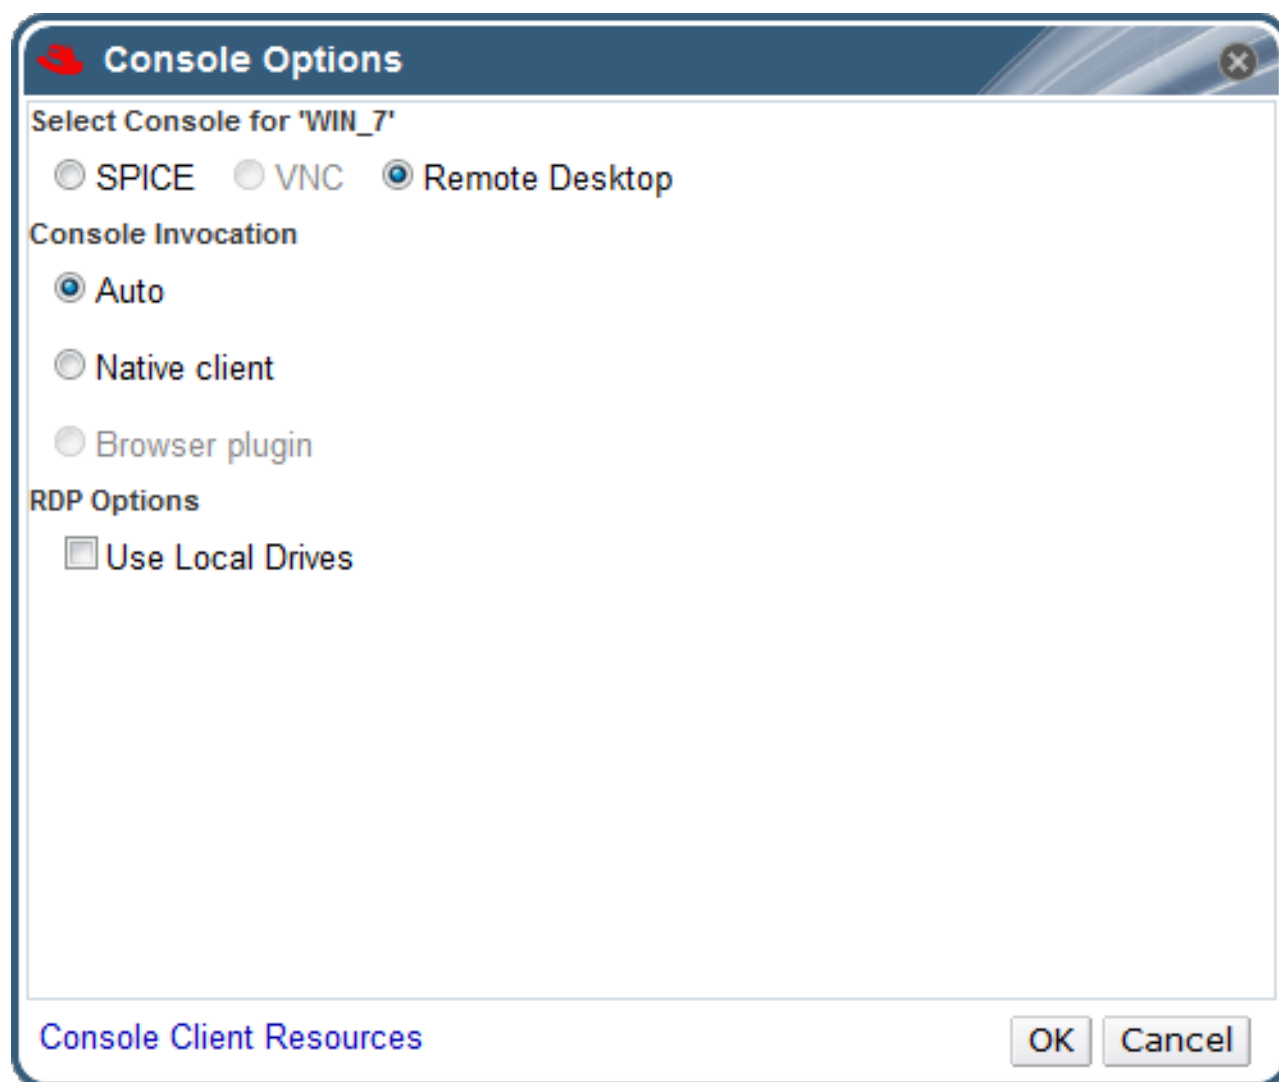 Console Options
Select Console for 'WIN_7'
SPICE VNC Remote Desktop
Console Invocation
Auto
Native client
Browser plugin
RDP Options
Use Local Drives
Console Client Resources OK Cancel